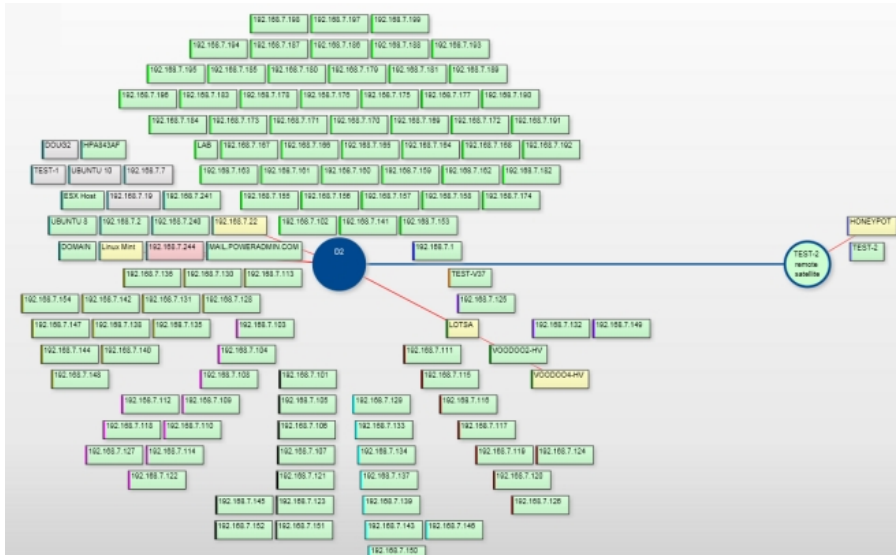 192.168.7.198 192.168.7.197 192.168.7.199
192.168.7.194 192.168.7.187 192.168.7.186 192.168.7.188 192.168.7.193
192.168.7.195 192.168.7.185 192.168.7.180 192.168.7.179 192.168.7.181 192.168.7.189
192.168.7.196 192.168.7.183 192.168.7.178 192.168.7.176 192.168.7.175 192.168.7.177 192.168.7.190
192.168.7.184 192.168.7.173 192.168.7.171 192.168.7.170 192.168.7.169 192.168.7.172 192.168.7.191
DOUG2 HPA843AF LAB 192.168.7.167 192.168.7.166 192.168.7.165 192.168.7.164 192.168.7.168 192.168.7.192
TEST-1 UBUNTU 10 192.168.7.7 192.168.7.163 192.168.7.161 192.168.7.160 192.168.7.159 192.168.7.162 192.168.7.182
ESX Host 192.168.7.19 192.168.7.241 192.168.7.155 192.168.7.156 192.168.7.157 192.168.7.158 192.168.7.174
UBUNTU 8 192.168.7.2 192.168.7.22 192.168.7.102 192.168.7.141 192.168.7.153 HONEYPOT
DOMAIN Linux Mint 192.168.7.244 MAIL.POWERADMIN.COM D2 192.168.7.1 TEST-2 remote satellite TEST-2
192.168.7.136 192.168.7.130 192.168.7.113 TEST-V37
192.168.7.154 192.168.7.142 192.168.7.131 192.168.7.128 192.168.7.125
192.168.7.147 192.168.7.138 192.168.7.135 192.168.7.103 LOTSA 192.168.7.132 192.168.7.149
192.168.7.144 192.168.7.140 192.168.7.104 192.168.7.111 VOODOO2-HV
192.168.7.148 192.168.7.108 192.168.7.101 192.168.7.115 VOODOO4-HV
192.168.7.112 192.168.7.109 192.168.7.105 192.168.7.129 192.168.7.116
192.168.7.118 192.168.7.110 192.168.7.106 192.168.7.133 192.168.7.117
192.168.7.127 192.168.7.114 192.168.7.107 192.168.7.134 192.168.7.119 192.168.7.124
192.168.7.122 192.168.7.121 192.168.7.137 192.168.7.120
192.168.7.145 192.168.7.123 192.168.7.139 192.168.7.126
192.168.7.152 192.168.7.151 192.168.7.143 192.168.7.146
192.168.7.150